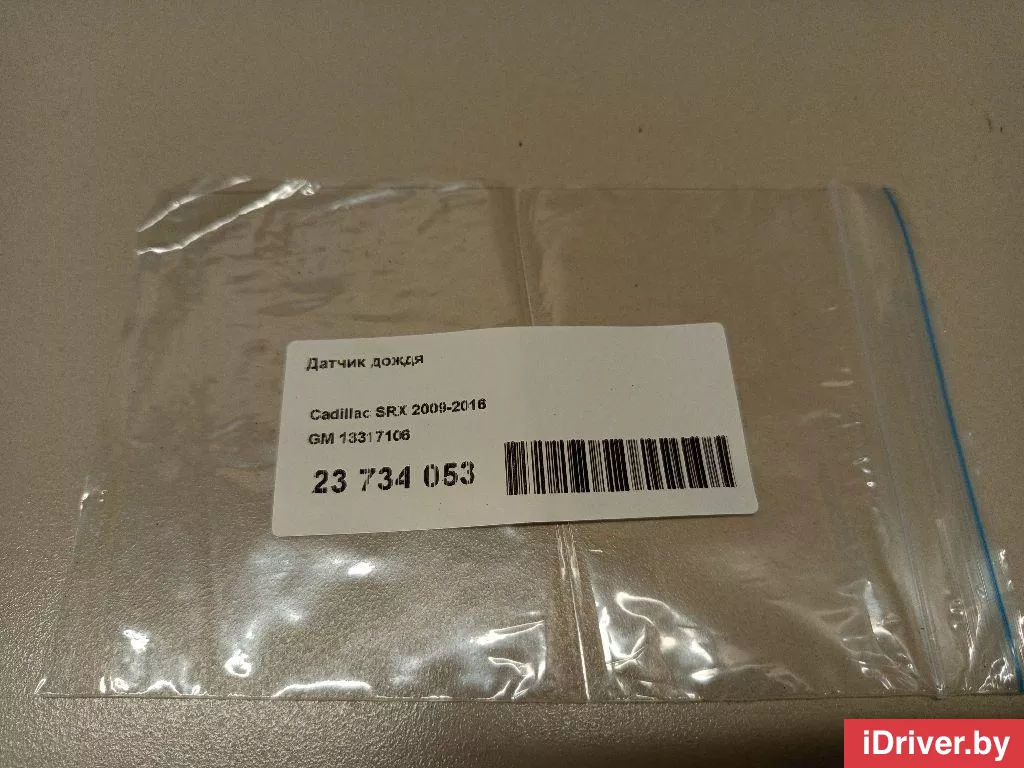 Датчик дождя
Cadillac SRX 2009-2016
GM 13317106
23 734 053
iDriver.by